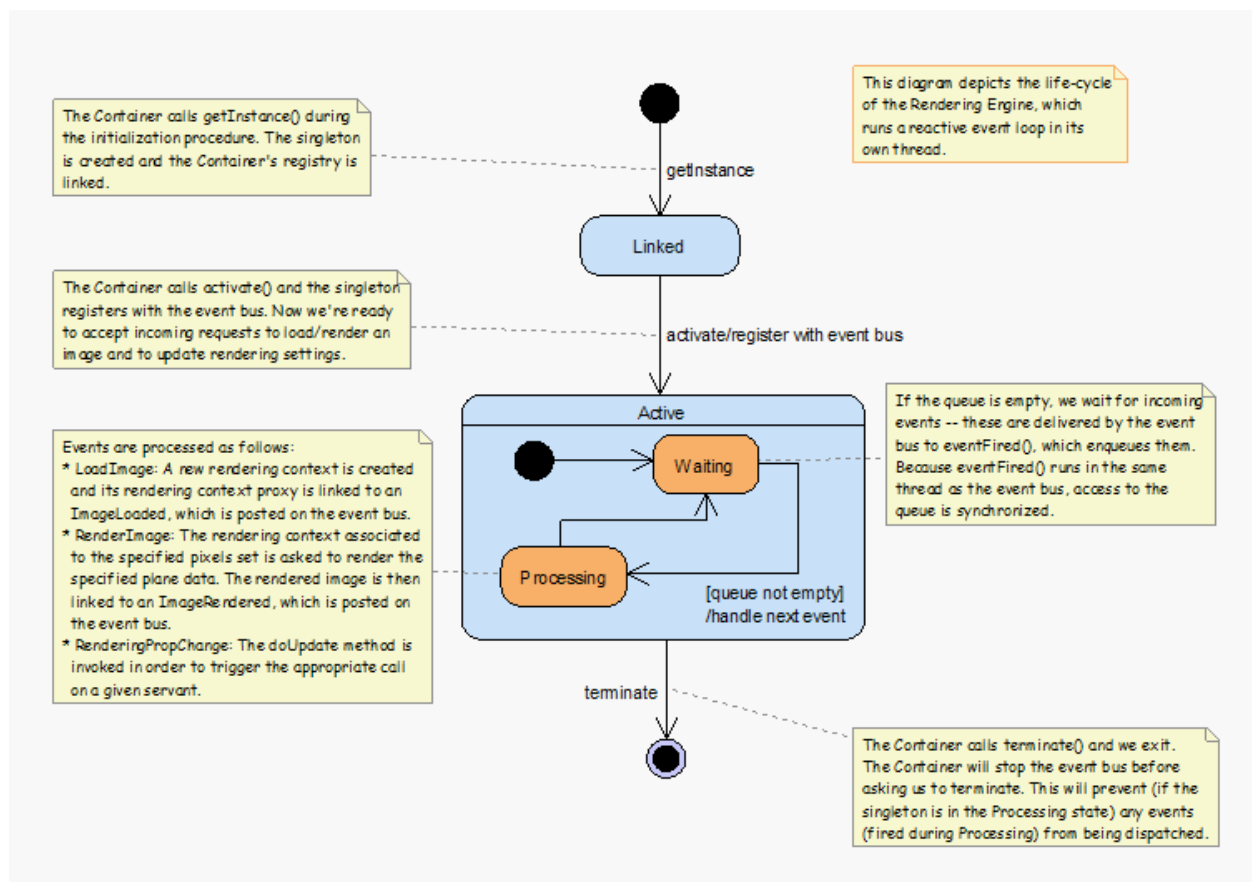 This diagram depicts the life-cycle
of the Rendering Engine, which
runs a reactive event loop in its
own thread.
The Container calls getInstance() during
the initialization procedure. The singleton
is created and the Container's registry is
linked.
getInstance
Linked
The Container calls activate() and the singleton
registers with the event bus. Now we're ready
to accept incoming requests to load/render an
image and to update rendering settings.
activate/register with event bus
Active
If the queue is empty, we wait for incoming
events -- these are delivered by the event
bus to eventFired(), which enqueues them.
Because eventFired() runs in the same
thread as the event bus, access to the
queue is synchronized.
Waiting
Events are processed as follows:
* LoadImage: A new rendering context is created
and its rendering context proxy is linked to an
ImageLoaded, which is posted on the event bus.
* RenderImage: The rendering context associated
to the specified pixels set is asked to render the
specified plane data. The rendered image is then
linked to an ImageRendered, which is posted on
the event bus.
* RenderingPropChange: The doUpdate method is
invoked in order to trigger the appropriate call
on a given servant.
Processing
[queue not empty]
/handle next event
terminate
The Container calls terminate() and we exit.
The Container will stop the event bus before
asking us to terminate. This will prevent (if the
singleton is in the Processing state) any events
(fired during Processing) from being dispatched.